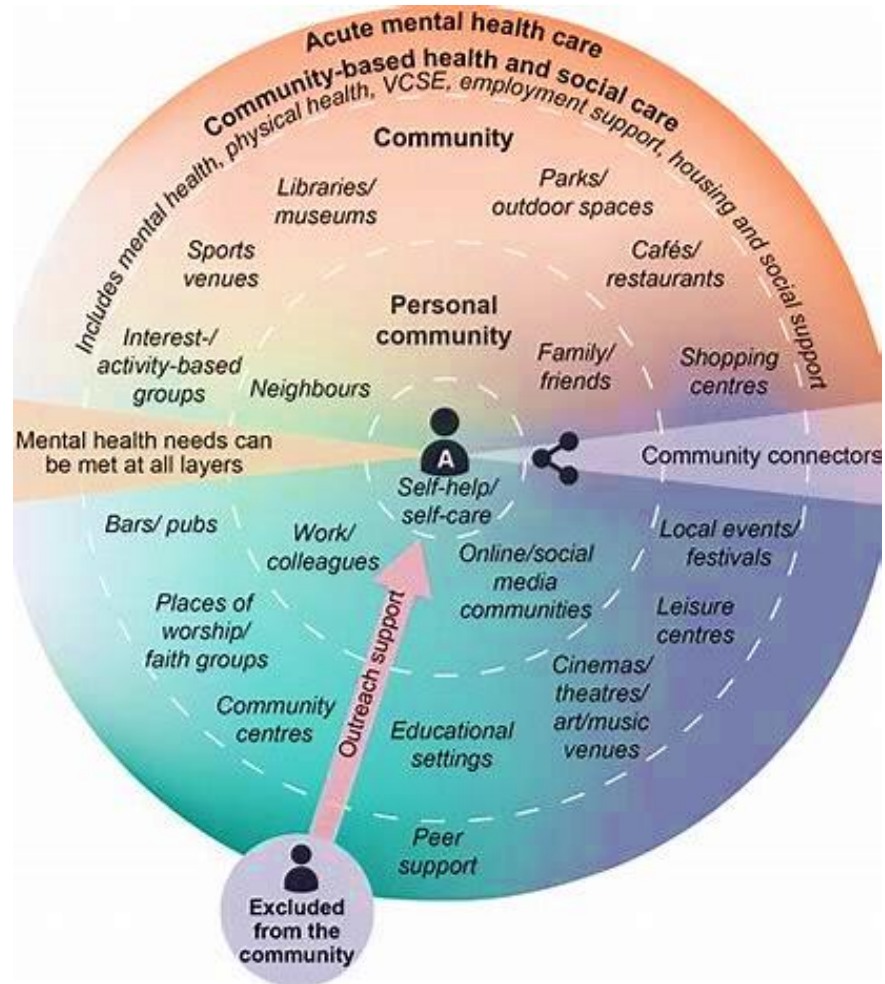 Acute mental health care
Community-based health and social care
Includes mental health, physical health, VCSE, employment support, housing and social support
Community
Libraries/
museums
Parks/
outdoor spaces
Sports
venues
Cafés/
restaurants
Personal
community
Interest-/
activity-based
groups
Neighbours
Family/
friends
Shopping
centres
Mental health needs can
be met at all layers
A
Community connectors
Self-help/
self-care
Bars/ pubs
Work/
colleagues
Online/social
media
communities
Local events/
festivals
Places of
worship/
faith groups
Leisure
centres
Outreach support
Community
centres
Educational
settings
Cinemas/
theatres/
art/music
venues
Peer
support
Excluded
from the
community